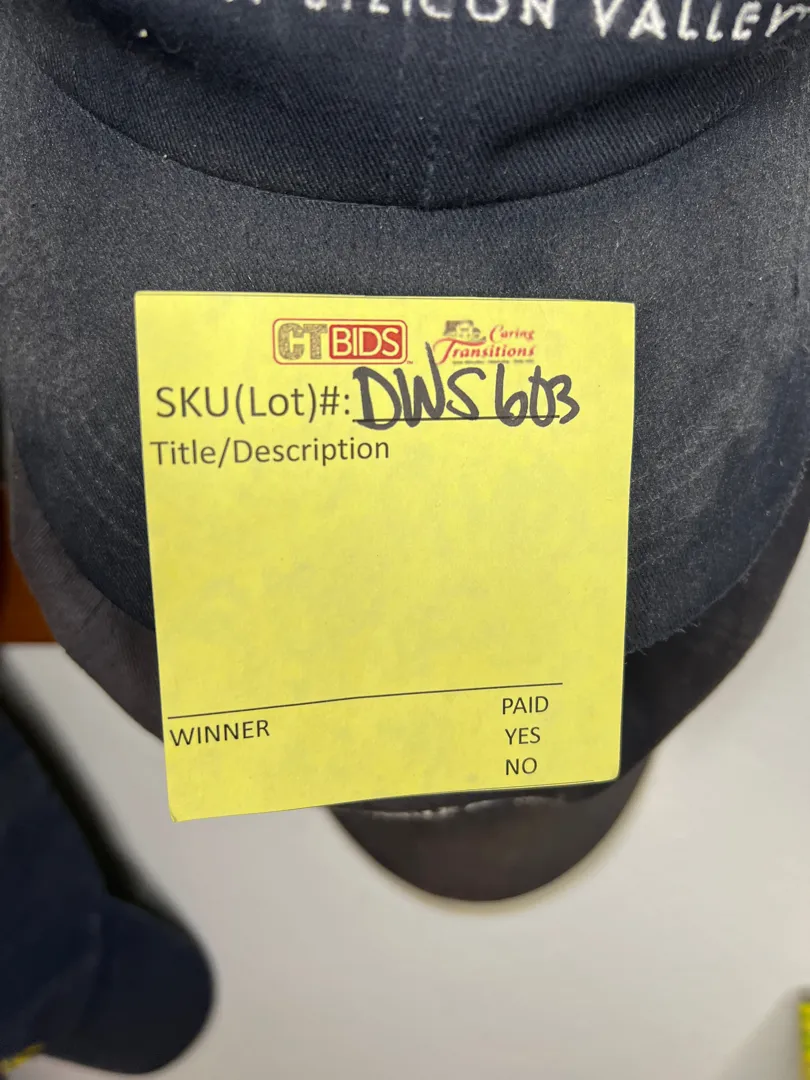 SILICON VALLEY
CTBIDS
Caring
Transitions
SKU(Lot)#: DWS603
Title/Description
WINNER
PAID
YES
NO